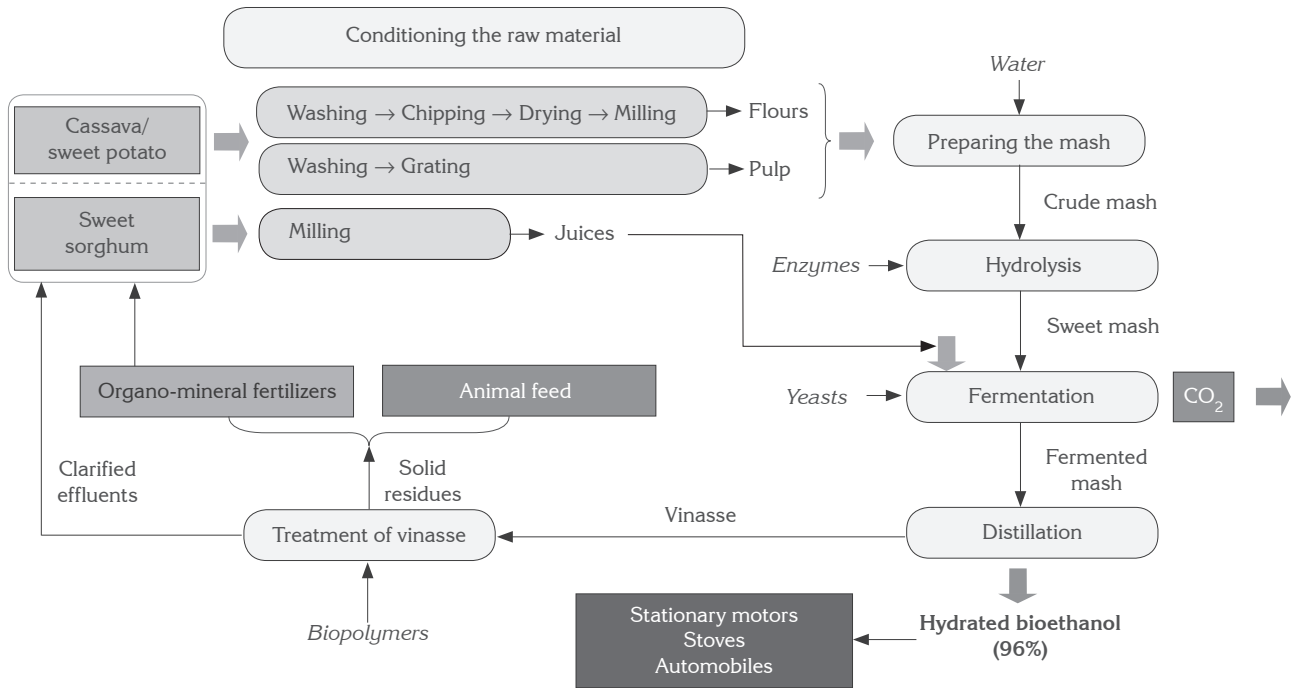 Conditioning the raw material
Water
Cassava/
sweet potato
Washing → Chipping → Drying → Milling
Flours
Preparing the mash
Washing → Grating
Pulp
Crude mash
Sweet
sorghum
Milling
Juices
Enzymes
Hydrolysis
Sweet mash
Organo-mineral fertilizers
Animal feed
Yeasts
Fermentation
CO₂
Clarified
effluents
Solid
residues
Fermented
mash
Treatment of vinasse
Vinasse
Distillation
Biopolymers
Stationary motors
Stoves
Automobiles
Hydrated bioethanol
(96%)